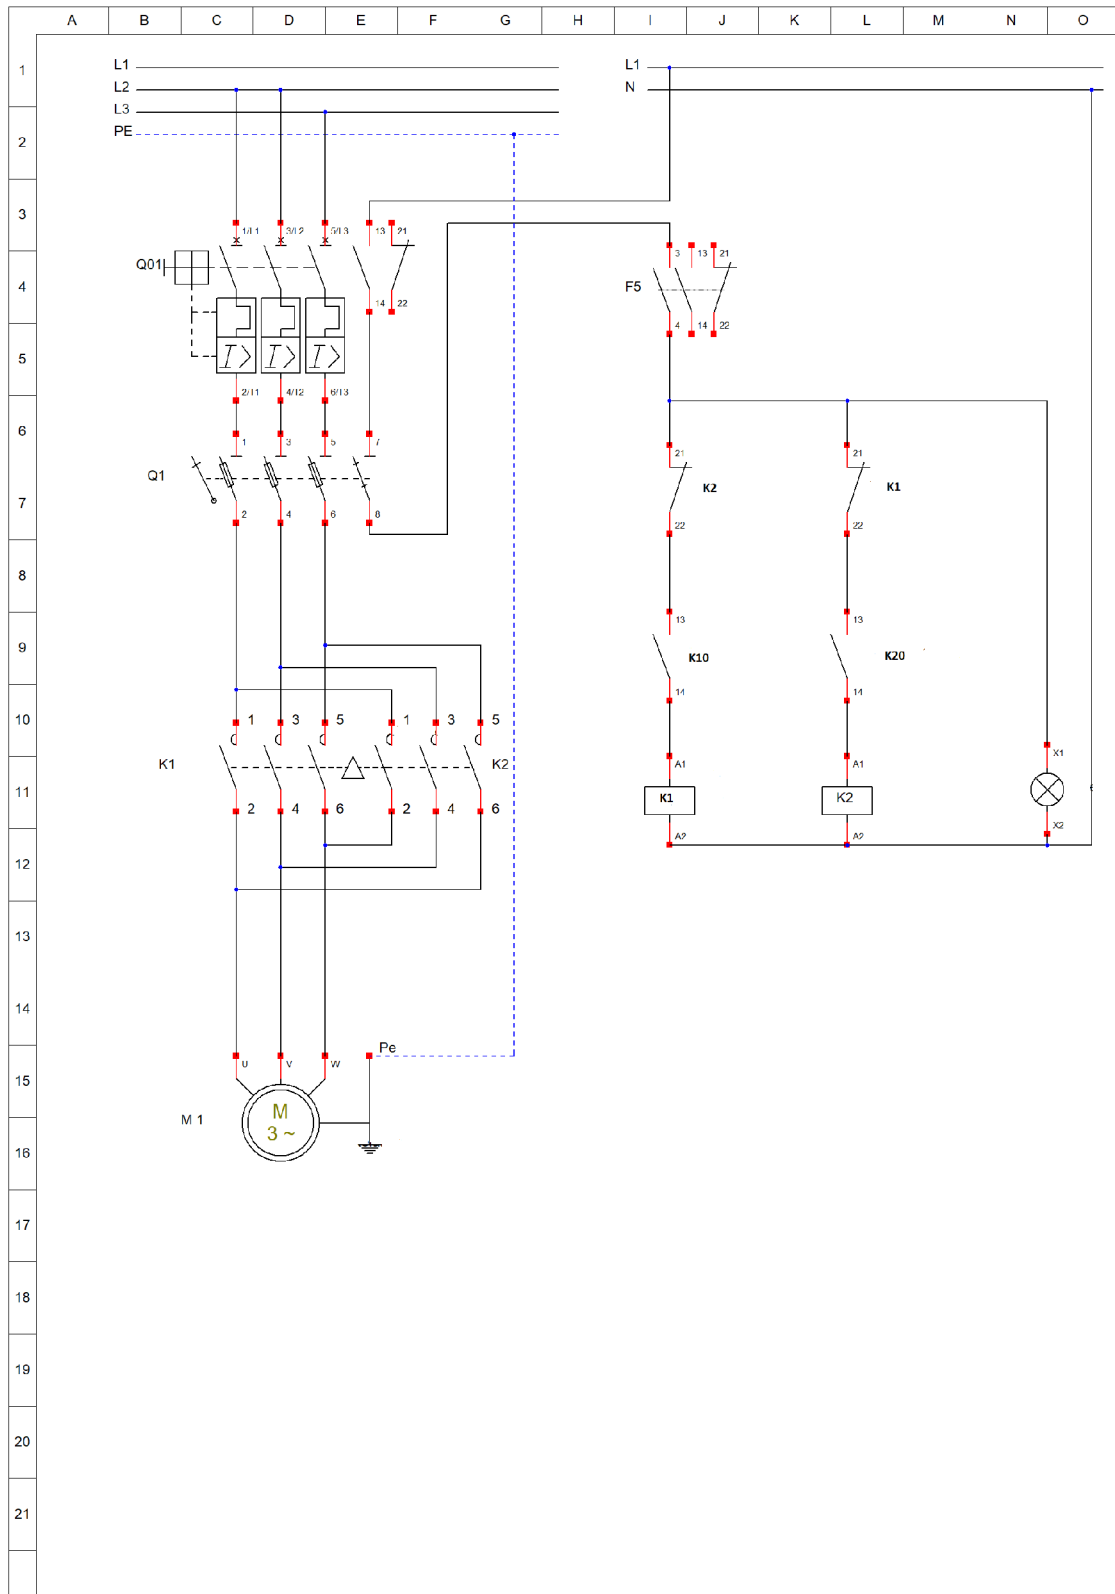 A B C D E F G H I J K L M N O
1
L1 L1
L2 N
L3
2
PE
3
1/L1 3/L2 5/L3 13 21
3 13 21
Q01
F5
4
14 22
4 14 22
5
2/T1 4/T2 6/T3
6
1 3 5 7
21 21
Q1 K2 K1
7
2 4 6 8
22 22
8
13 13
9
K10 K20
14 14
10
1 3 5 1 3 5
X1
K1 K2
A1 A1
11
K1 K2
2 4 6 2 4 6
X2
A2 A2
12
13
14
Pe
U V W
15
M 1
M
3 ~
16
17
18
19
20
21